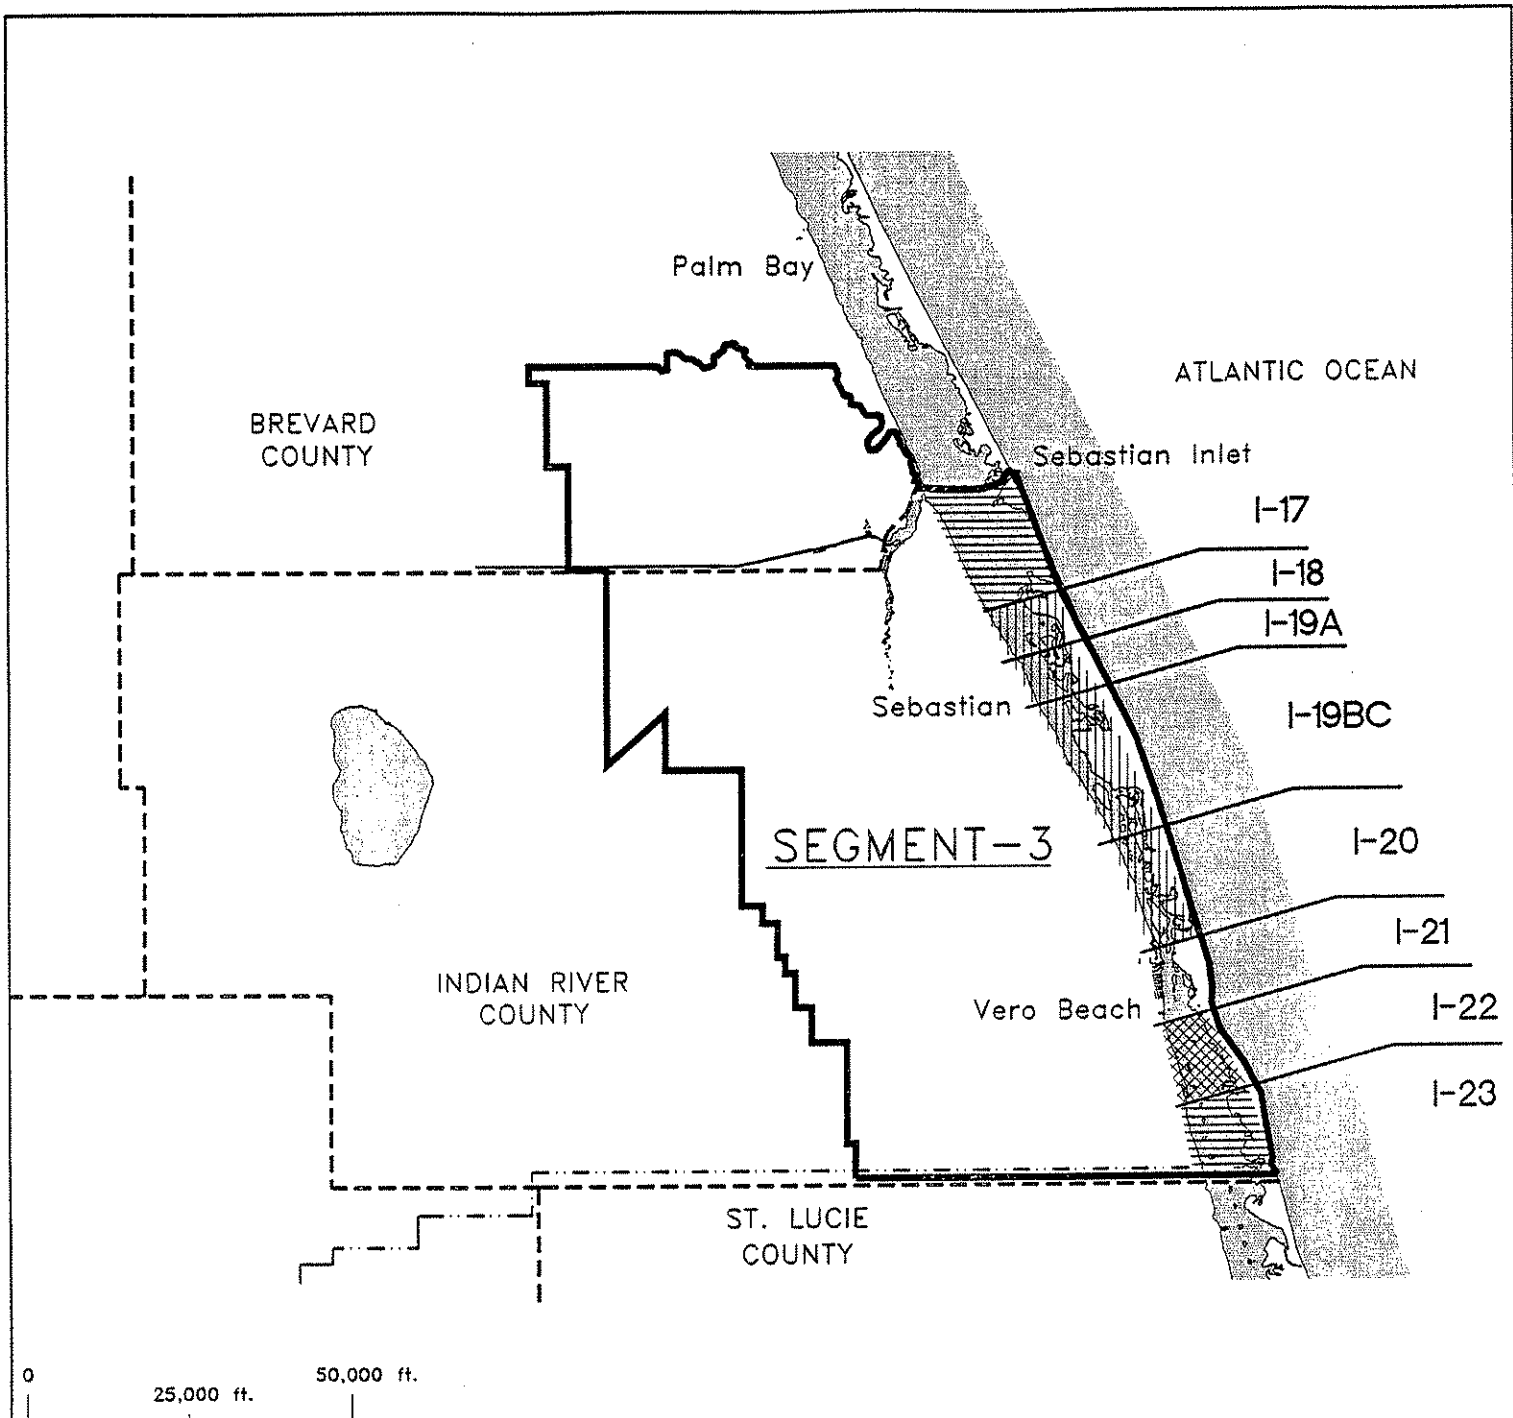 Palm Bay
ATLANTIC OCEAN
BREVARD
COUNTY
Sebastian Inlet
I-17
I-18
I-19A
Sebastian
I-19BC
SEGMENT-3
I-20
I-21
INDIAN RIVER
COUNTY
Vero Beach
I-22
I-23
ST. LUCIE
COUNTY
0
25,000 ft.
50,000 ft.